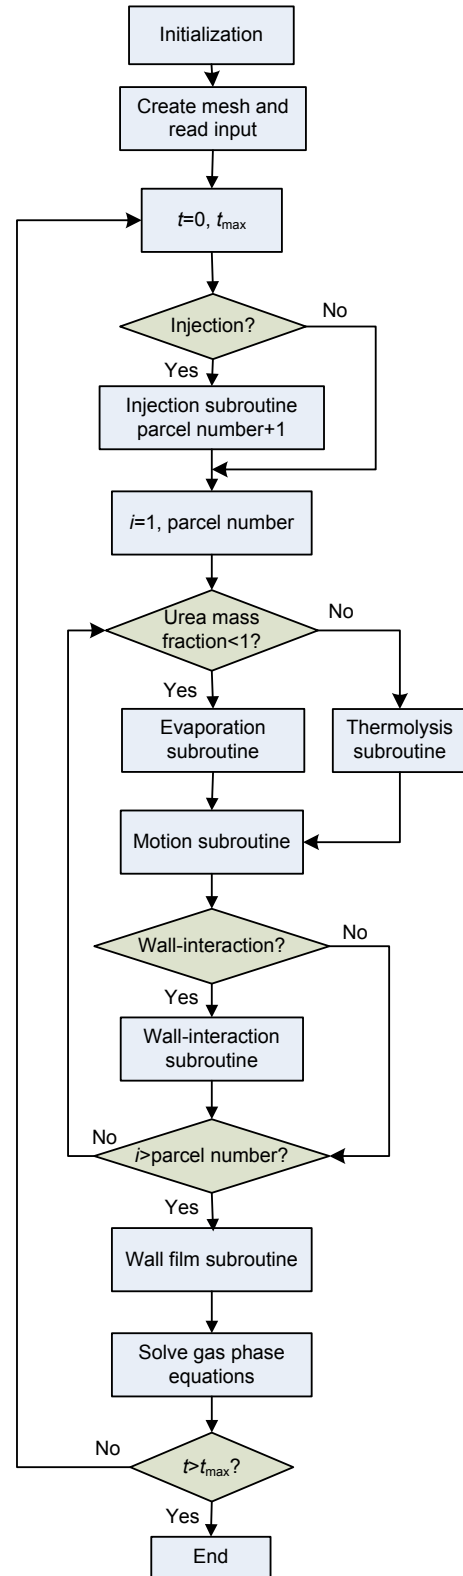 Initialization
Create mesh and
read input
t=0, tmax
Injection?
No
Yes
Injection subroutine
parcel number+1
i=1, parcel number
Urea mass
fraction<1?
No
Yes
Evaporation
subroutine
Thermolysis
subroutine
Motion subroutine
Wall-interaction?
No
Yes
Wall-interaction
subroutine
No
i>parcel number?
Yes
Wall film subroutine
Solve gas phase
equations
No
t>tmax?
Yes
End